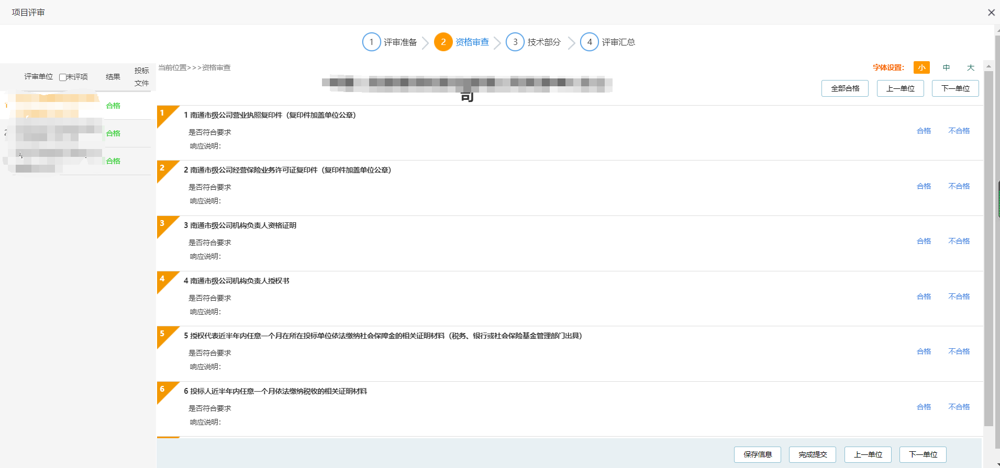 项目评审
1 评审准备 2 资格审查 3 技术部分 4 评审汇总
评审单位 未评项 结果 投标文件
合格
合格
合格
当前位置>>>资格审查
字体设置： 小 中 大
司
全部合格 上一单位 下一单位
1
1 南通市级公司营业执照复印件（复印件加盖单位公章）
是否符合要求
响应说明：
合格 不合格
2
2 南通市级公司经营保险业务许可证复印件（复印件加盖单位公章）
是否符合要求
响应说明：
合格 不合格
3
3 南通市级公司机构负责人资格证明
是否符合要求
响应说明：
合格 不合格
4
4 南通市级公司机构负责人授权书
是否符合要求
响应说明：
合格 不合格
5
5 授权代表近半年内任意一个月在所在投标单位依法缴纳社会保障金的相关证明材料（税务、银行或社会保险基金管理部门出具）
是否符合要求
响应说明：
合格 不合格
6
6 投标人近半年内任意一个月依法缴纳税收的相关证明材料
是否符合要求
响应说明：
合格 不合格
保存信息 完成提交 上一单位 下一单位